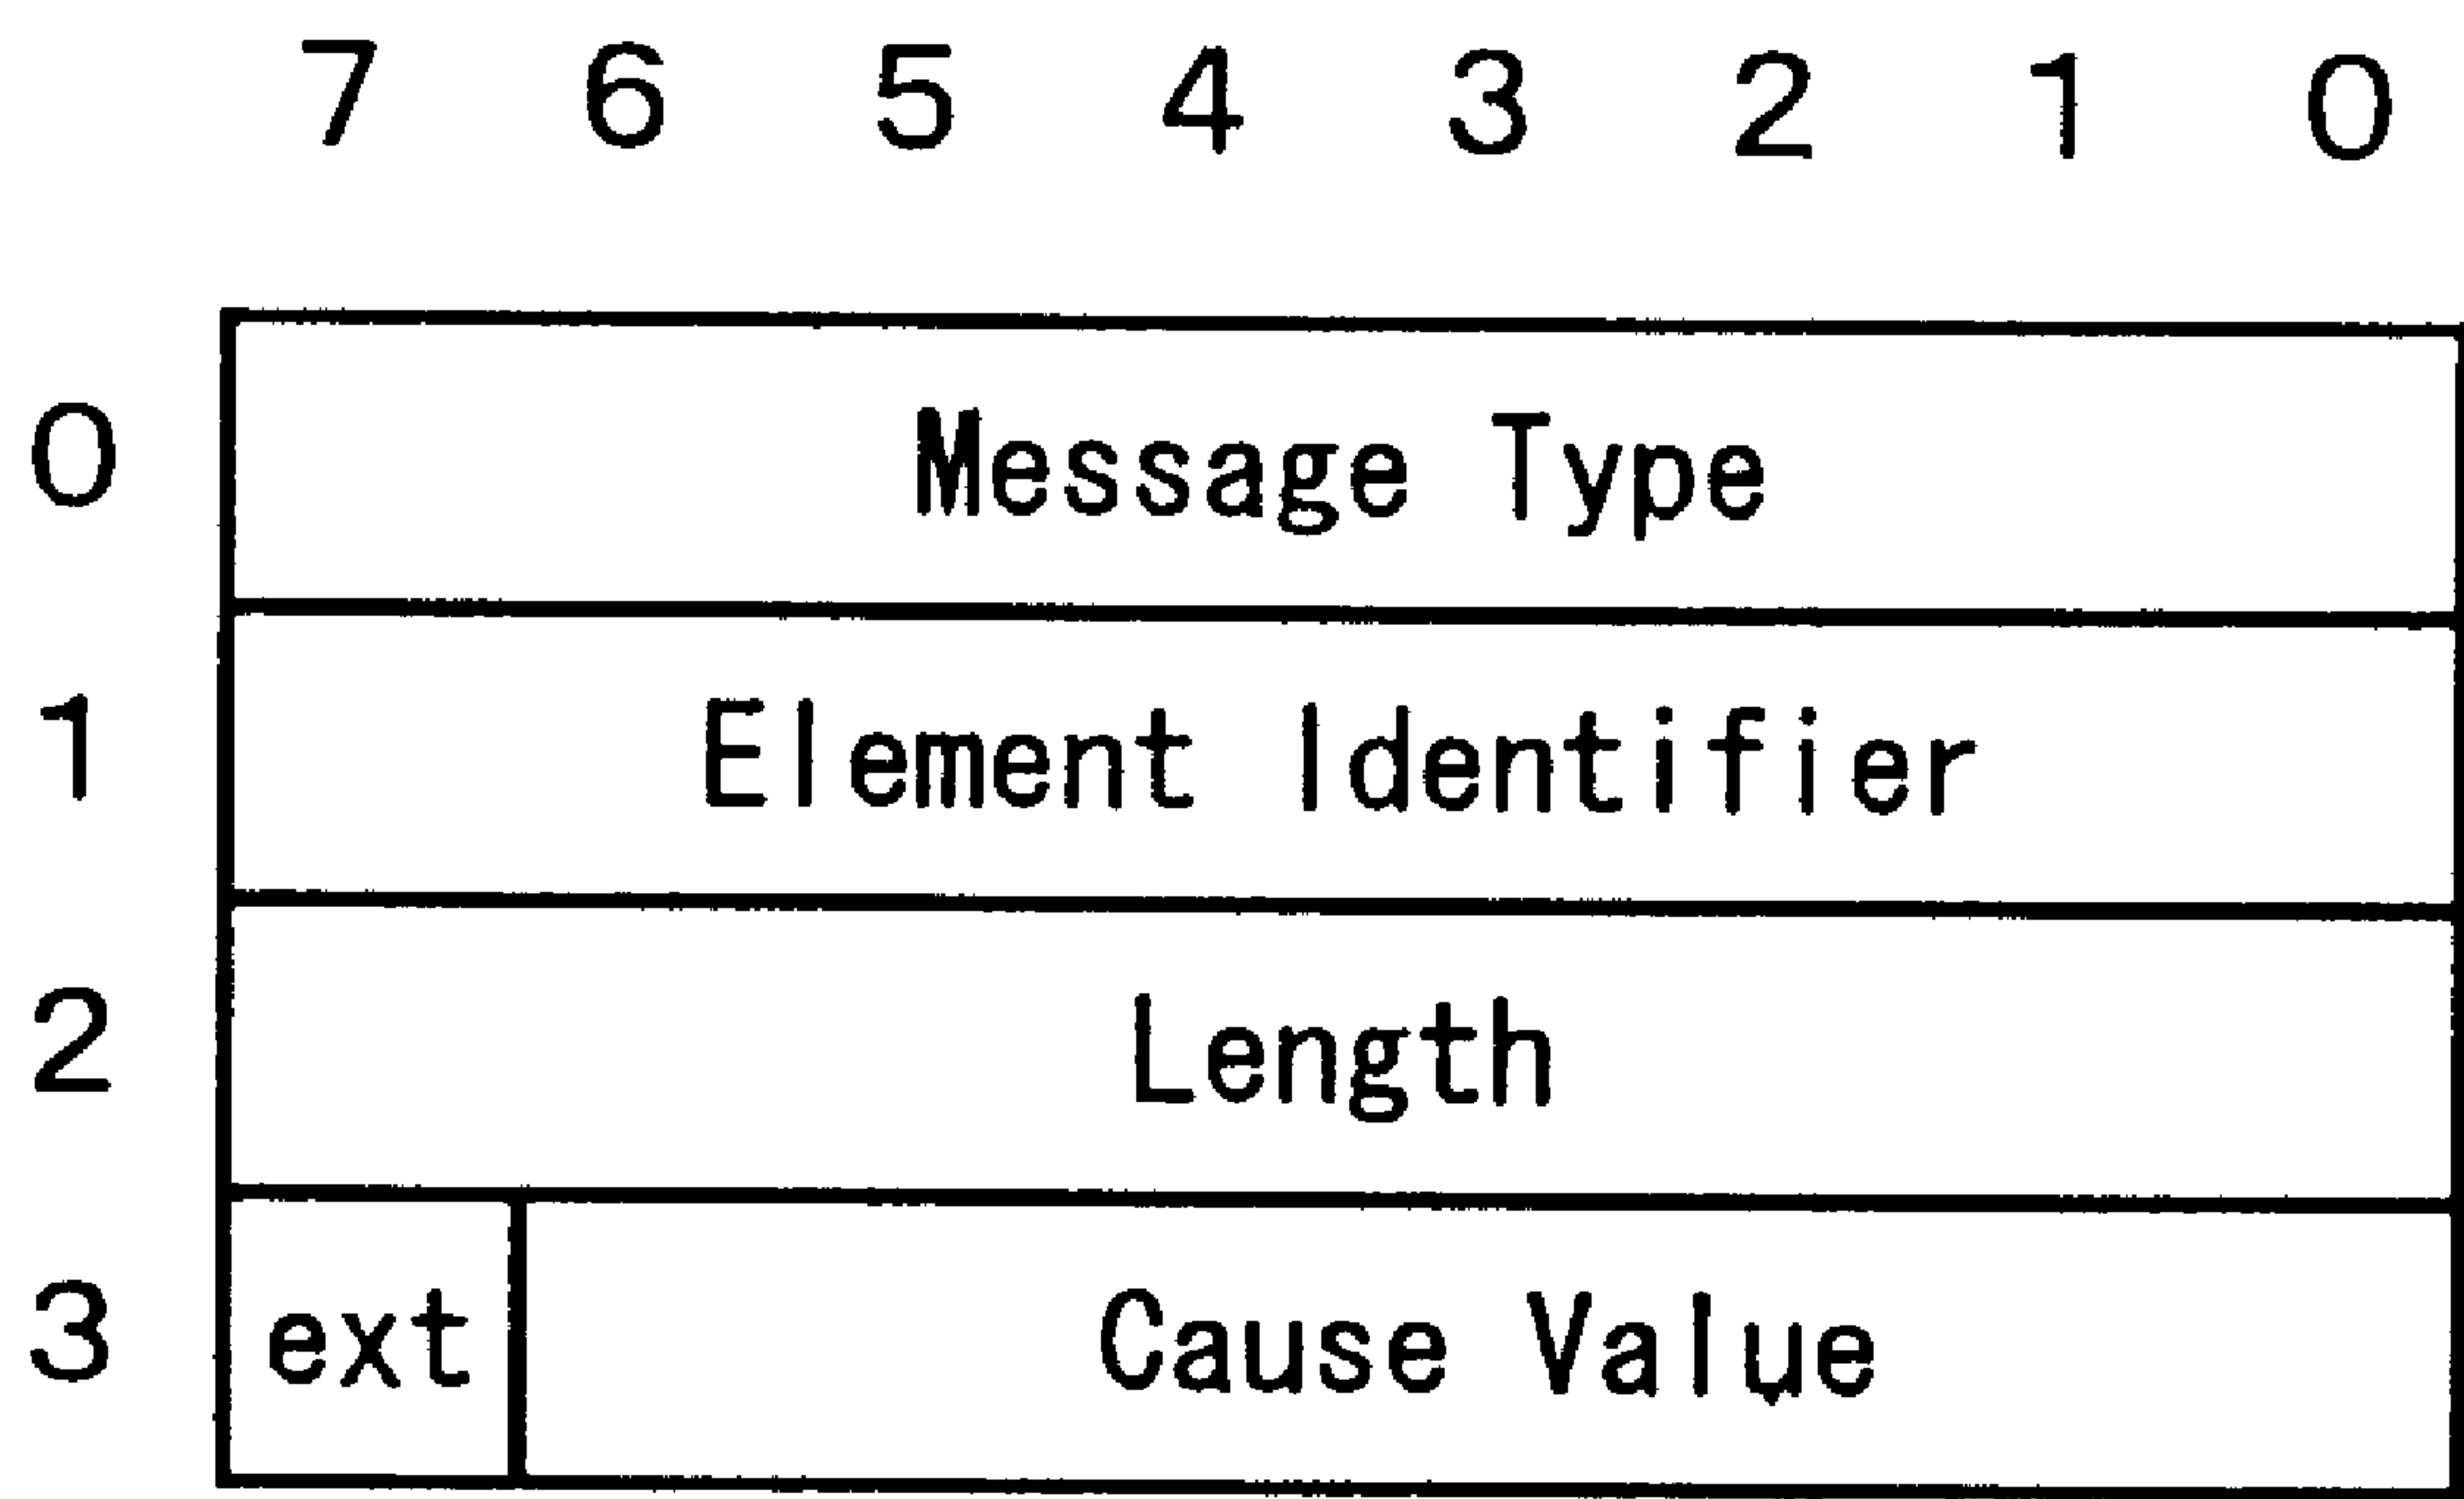 7 6 5 4 3 2 1 0
0 Message Type
1 Element Identifier
2 Length
3 ext Cause Value